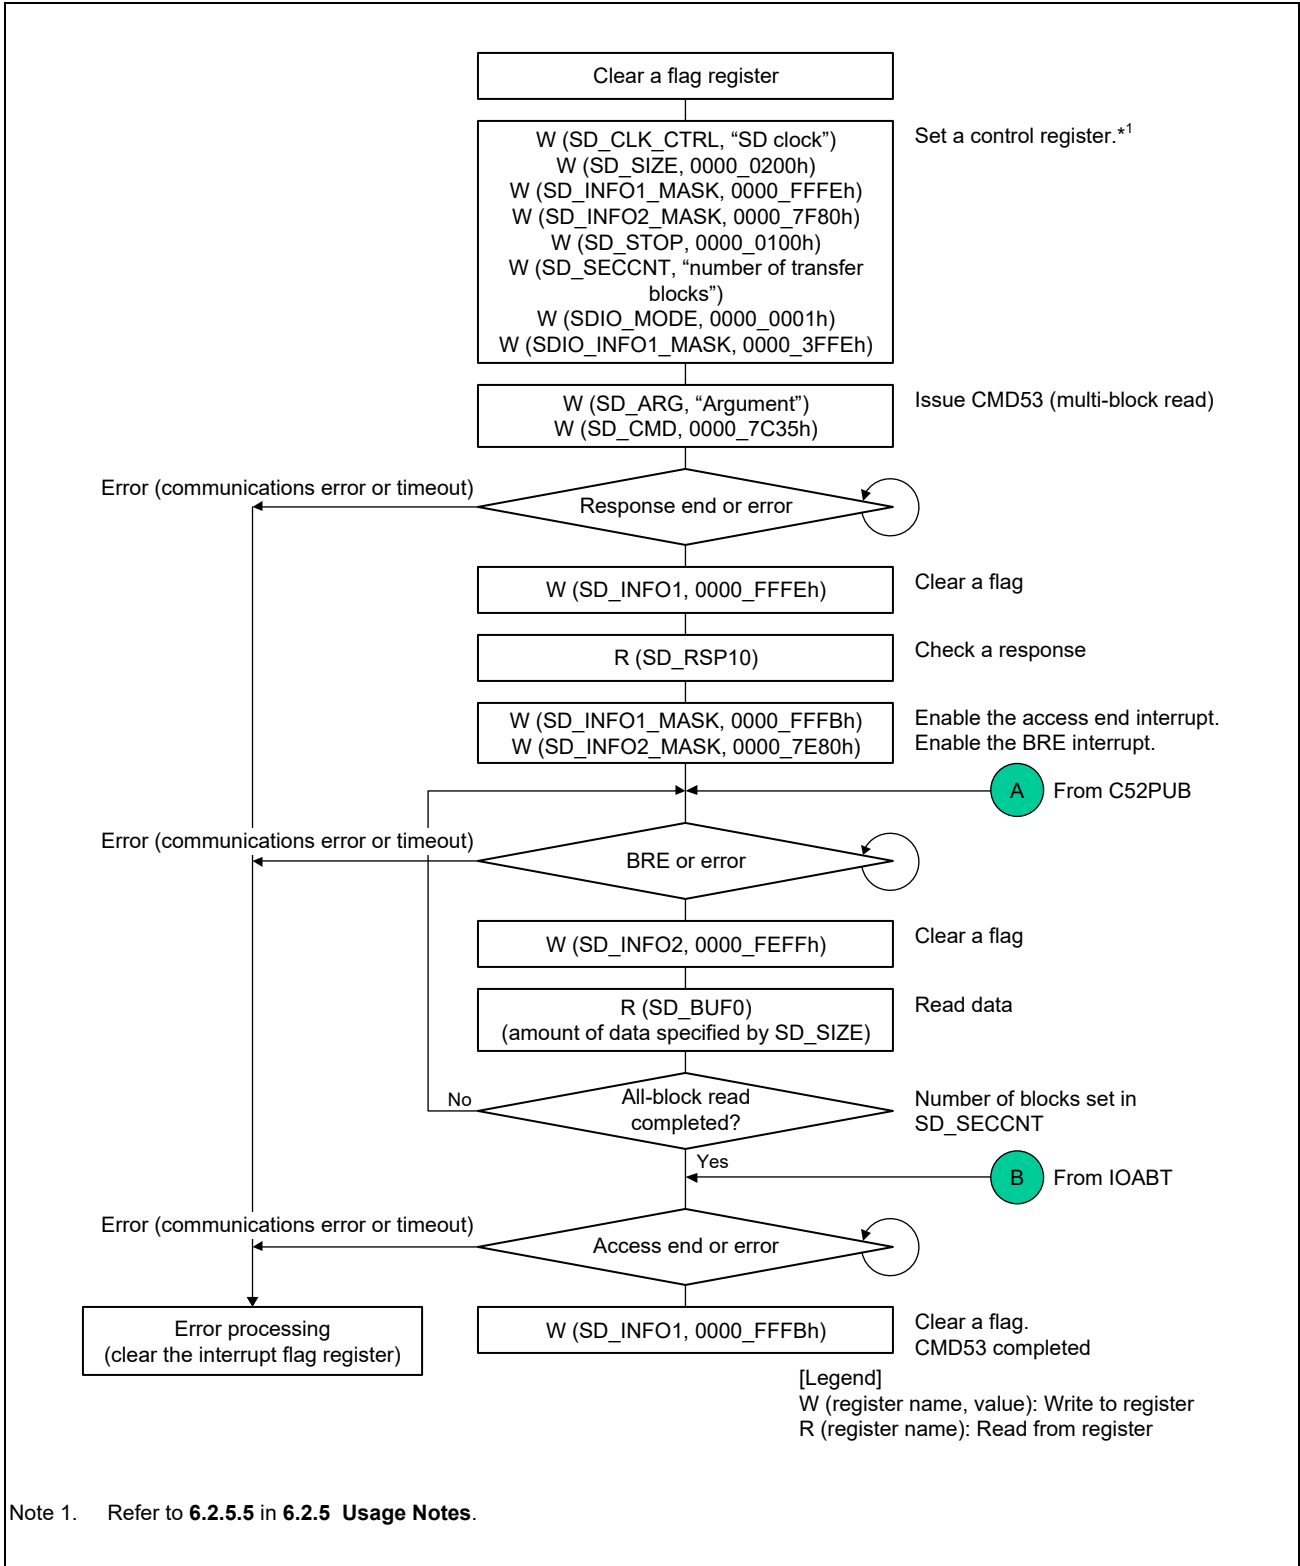 Clear a flag register
W (SD_CLK_CTRL, “SD clock”)
W (SD_SIZE, 0000_0200h)
W (SD_INFO1_MASK, 0000_FFFEh)
W (SD_INFO2_MASK, 0000_7F80h)
W (SD_STOP, 0000_0100h)
W (SD_SECCNT, “number of transfer
blocks”)
W (SDIO_MODE, 0000_0001h)
W (SDIO_INFO1_MASK, 0000_3FFEh)
Set a control register.*1
W (SD_ARG, “Argument”)
W (SD_CMD, 0000_7C35h)
Issue CMD53 (multi-block read)
Error (communications error or timeout)
Response end or error
W (SD_INFO1, 0000_FFFEh)
Clear a flag
R (SD_RSP10)
Check a response
W (SD_INFO1_MASK, 0000_FFFBh)
W (SD_INFO2_MASK, 0000_7E80h)
Enable the access end interrupt.
Enable the BRE interrupt.
A From C52PUB
Error (communications error or timeout)
BRE or error
W (SD_INFO2, 0000_FEFFh)
Clear a flag
R (SD_BUF0)
(amount of data specified by SD_SIZE)
Read data
No
All-block read
completed?
Number of blocks set in
SD_SECCNT
Yes
B From IOABT
Error (communications error or timeout)
Access end or error
Error processing
(clear the interrupt flag register)
W (SD_INFO1, 0000_FFFBh)
Clear a flag.
CMD53 completed
[Legend]
W (register name, value): Write to register
R (register name): Read from register
Note 1. Refer to 6.2.5.5 in 6.2.5 Usage Notes.